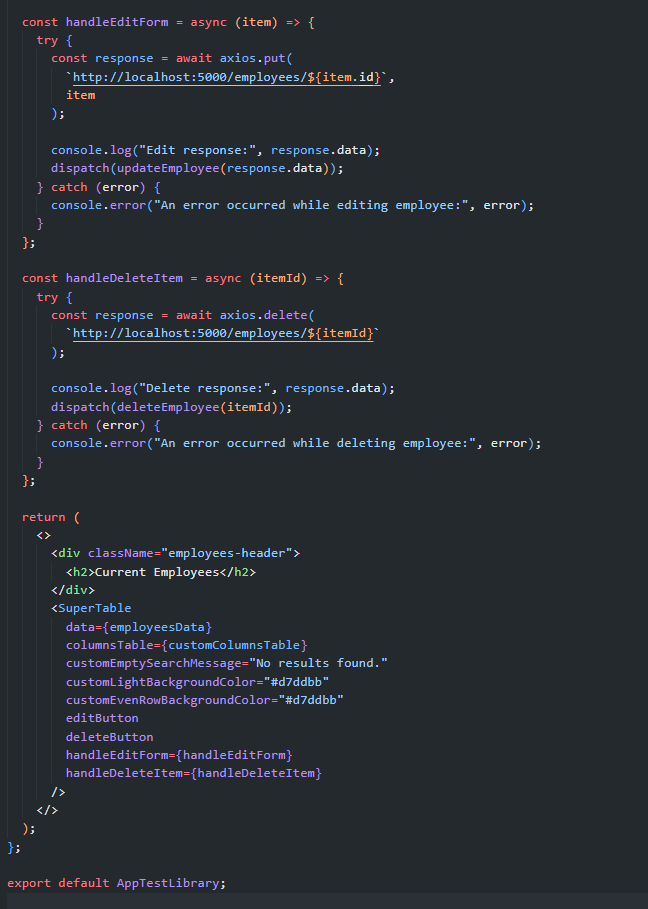 const handleEditForm = async (item) => {
try {
const response = await axios.put(
`http://localhost:5000/employees/${item.id}`,
item
);
console.log("Edit response:", response.data);
dispatch(updateEmployee(response.data));
} catch (error) {
console.error("An error occurred while editing employee:", error);
}
};
const handleDeleteItem = async (itemId) => {
try {
const response = await axios.delete(
`http://localhost:5000/employees/${itemId}`
);
console.log("Delete response:", response.data);
dispatch(deleteEmployee(itemId));
} catch (error) {
console.error("An error occurred while deleting employee:", error);
}
};
return (
<>
<div className="employees-header">
<h2>Current Employees</h2>
</div>
<SuperTable
data={employeesData}
columnsTable={customColumnsTable}
customEmptySearchMessage="No results found."
customLightBackgroundColor="#d7ddbb"
customEvenRowBackgroundColor="#d7ddbb"
editButton
deleteButton
handleEditForm={handleEditForm}
handleDeleteItem={handleDeleteItem}
/>
</>
);
};
export default AppTestLibrary;